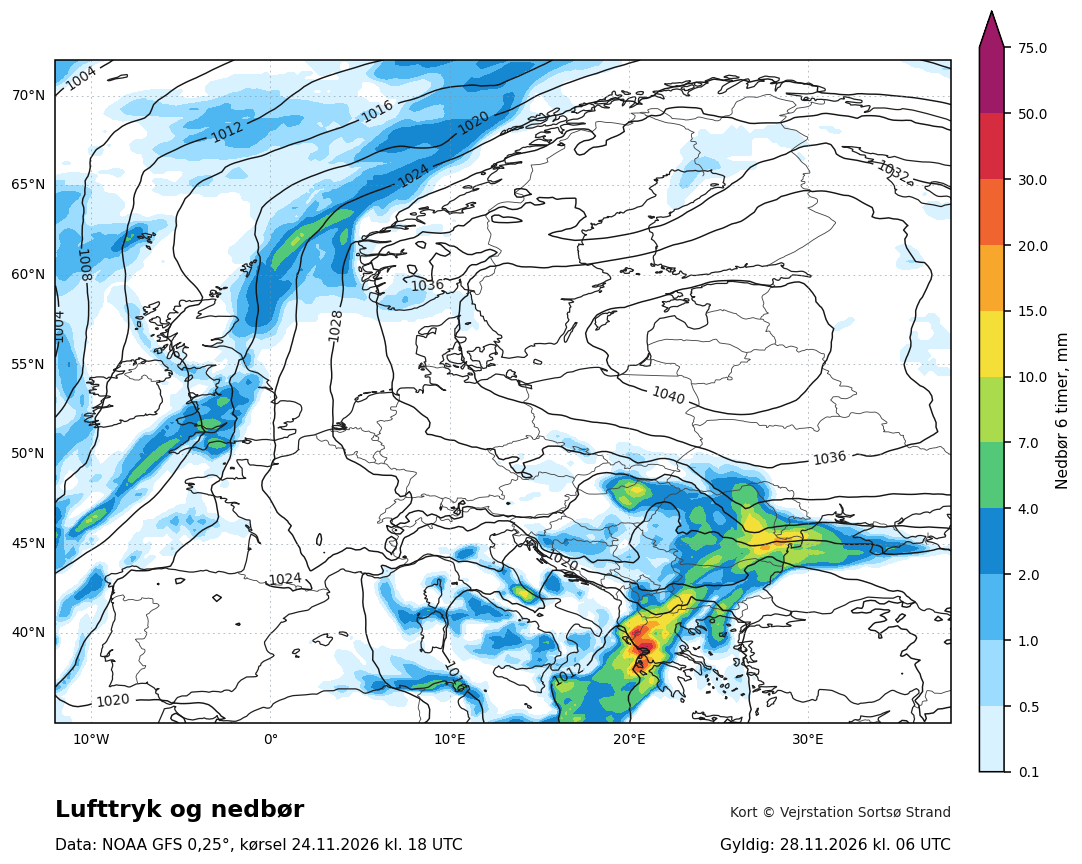 1004
1016
1012
1020
1024
1032
1008
1036
1004
1028
1040
1036
1020
1024
1012
1020
70°N
65°N
60°N
55°N
50°N
45°N
40°N
10°W
0°
10°E
20°E
30°E
75.0
50.0
30.0
20.0
15.0
10.0
7.0
4.0
2.0
1.0
0.5
0.1
Nedbør 6 timer, mm
Lufttryk og nedbør
Kort © Vejrstation Sortsø Strand
Data: NOAA GFS 0,25°, kørsel 24.11.2026 kl. 18 UTC
Gyldig: 28.11.2026 kl. 06 UTC